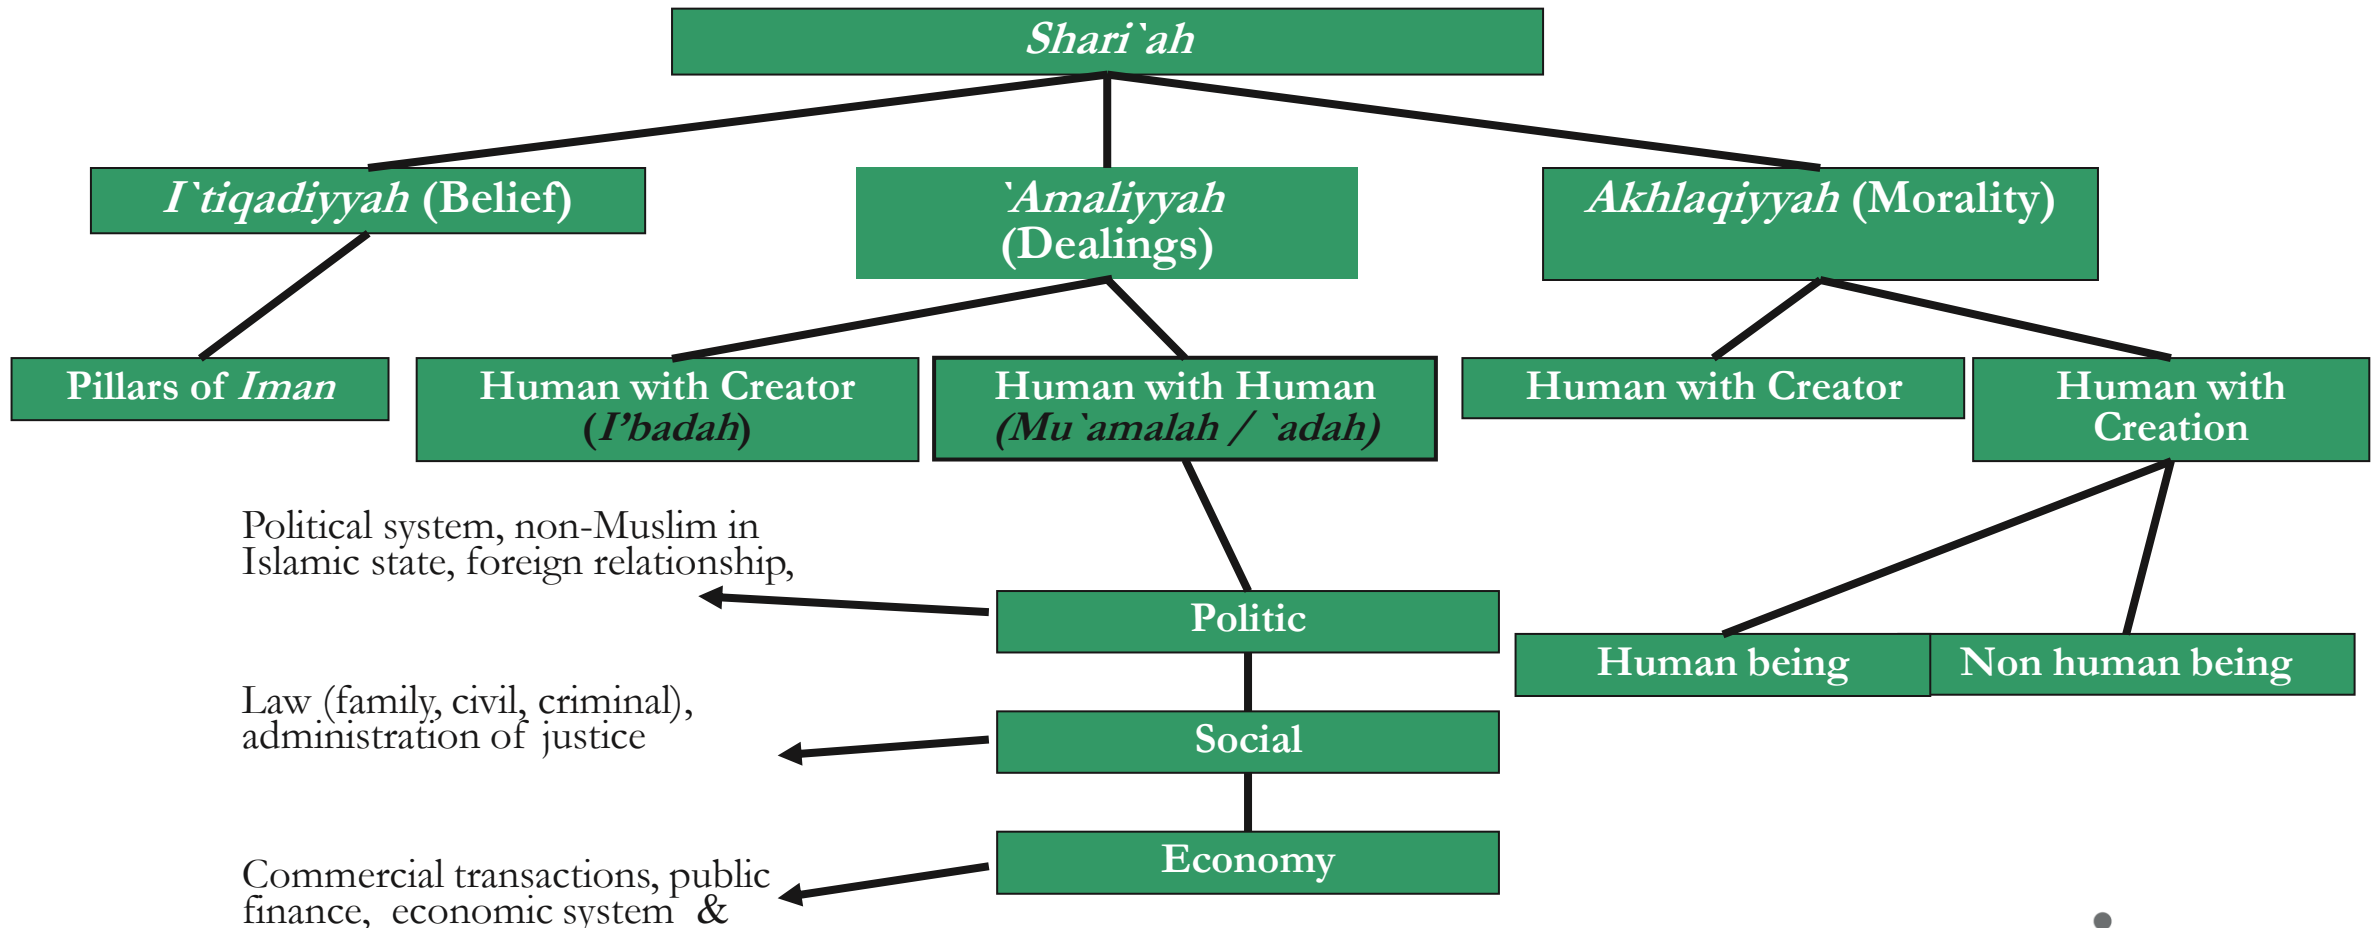 Shari`ah
I`tiqadiyyah (Belief)
`Amaliyyah
(Dealings)
Akhlaqiyyah (Morality)
Pillars of Iman
Human with Creator
(I’badah)
Human with Human
(Mu`amalah / `adah)
Human with Creator
Human with
Creation
Political system, non-Muslim in
Islamic state, foreign relationship,
Politic
Human being
Non human being
Law (family, civil, criminal),
administration of justice
Social
Commercial transactions, public
finance, economic system &
Economy